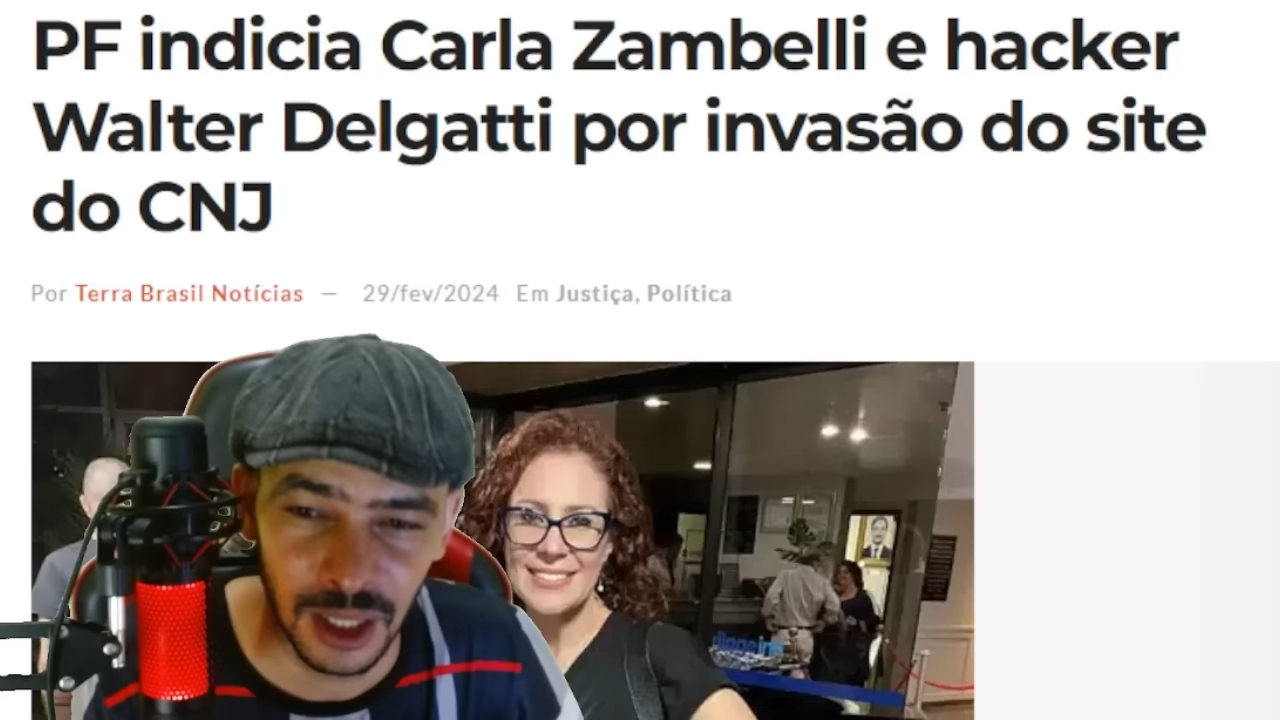 PF indicia Carla Zambelli e hacker
Walter Delgatti por invasão do site
do CNJ
Por Terra Brasil Notícias — 29/fev/2024 Em Justiça, Política